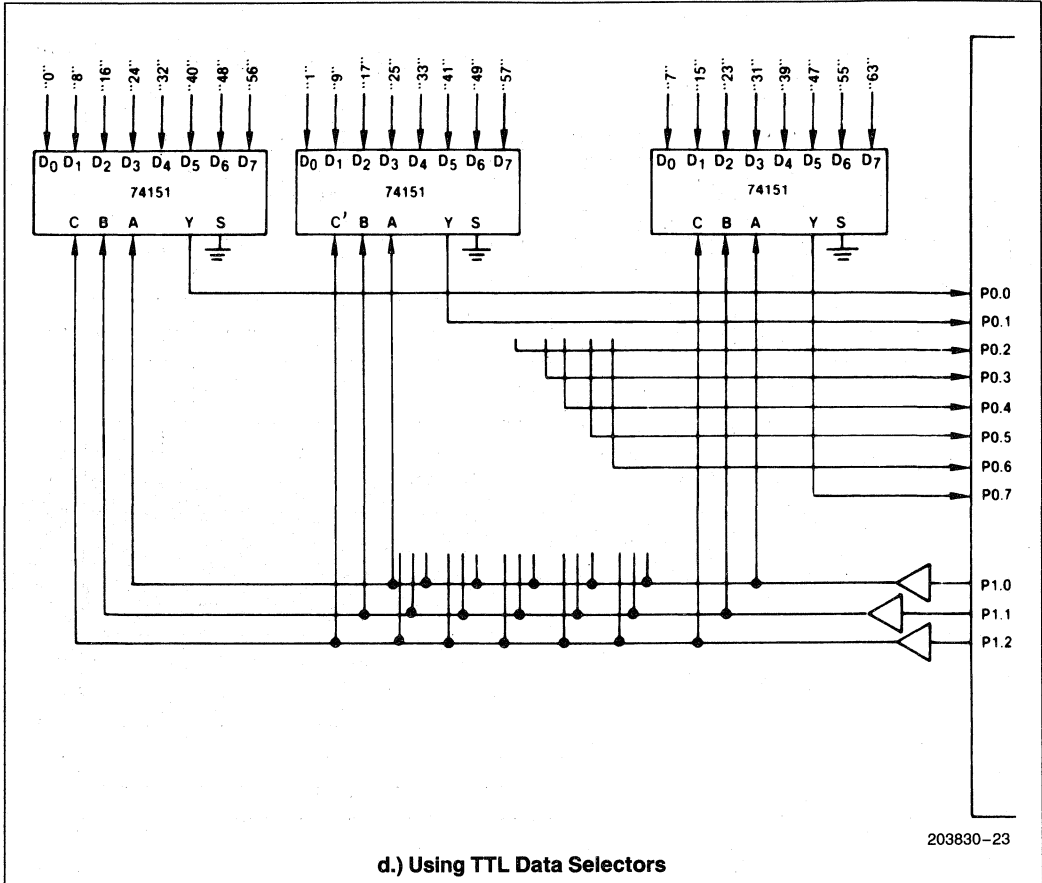 "0" "8" "16" "24" "32" "40" "48" "56"
"1" "9" "17" "25" "33" "41" "49" "57"
"7" "15" "23" "31" "39" "47" "55" "63"
D0 D1 D2 D3 D4 D5 D6 D7
74151
C B A Y S
D0 D1 D2 D3 D4 D5 D6 D7
74151
C' B A Y S
D0 D1 D2 D3 D4 D5 D6 D7
74151
C B A Y S
P0.0
P0.1
P0.2
P0.3
P0.4
P0.5
P0.6
P0.7
P1.0
P1.1
P1.2
203830–23
d.) Using TTL Data Selectors